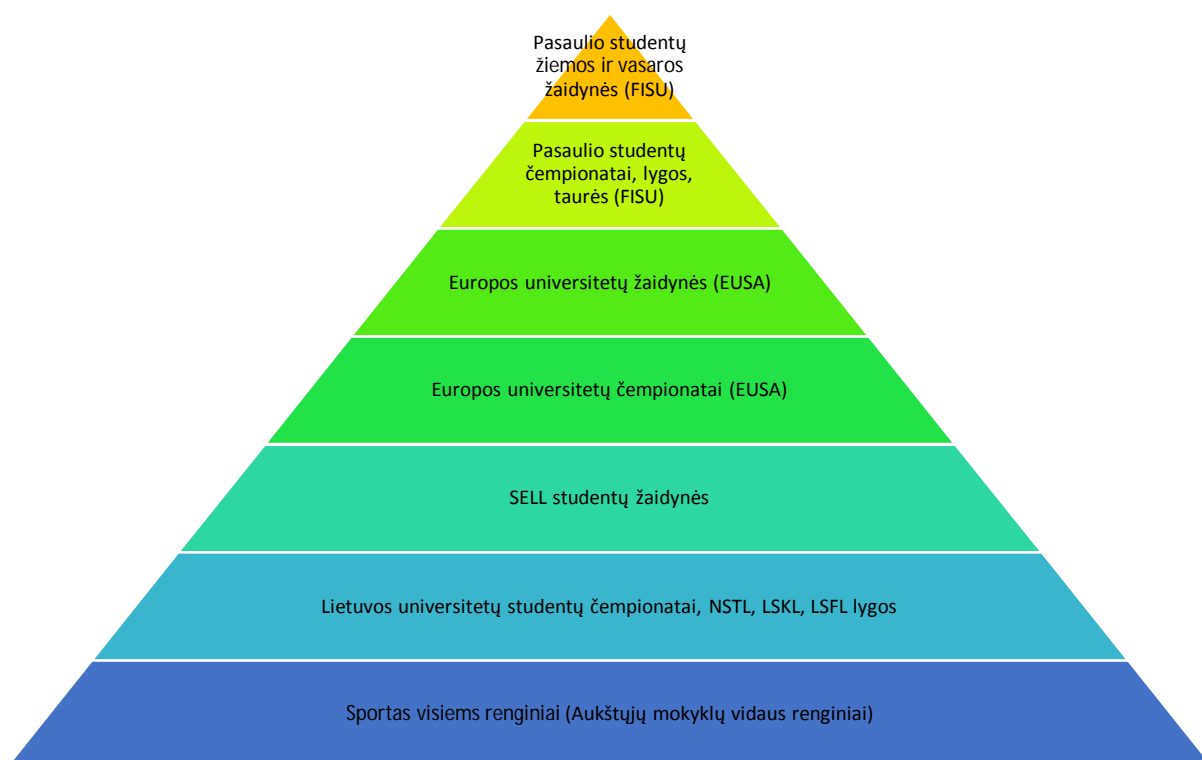 Pasaulio studentų
žiemos ir vasaros
žaidynės (FISU)
Pasaulio studentų
čempionatai, lygos,
taurės (FISU)
Europos universitetų žaidynės (EUSA)
Europos universitetų čempionatai (EUSA)
SELL studentų žaidynės
Lietuvos universitetų studentų čempionatai, NSTL, LSKL, LSFL lygos
Sportas visiems renginiai (Aukštųjų mokyklų vidaus renginiai)